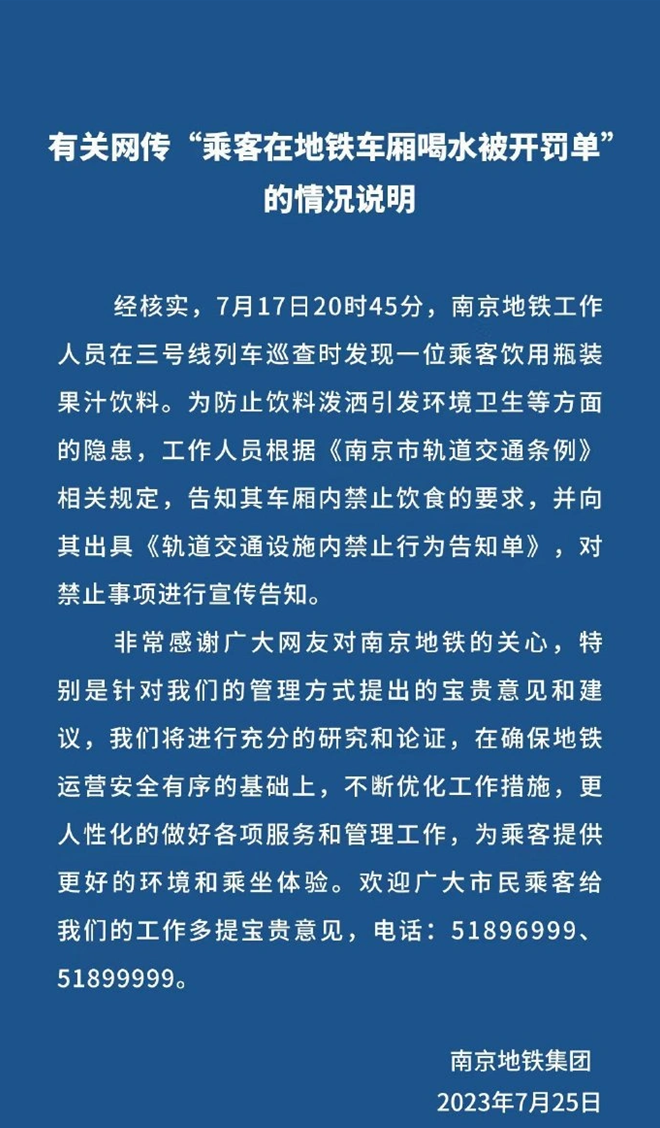 有关网传“乘客在地铁车厢喝水被开罚单”
的情况说明
经核实，7月17日20时45分，南京地铁工作
人员在三号线列车巡查时发现一位乘客饮用瓶装
果汁饮料。为防止饮料泼洒引发环境卫生等方面
的隐患，工作人员根据《南京市轨道交通条例》
相关规定，告知其车厢内禁止饮食的要求，并向
其出具《轨道交通设施内禁止行为告知单》，对
禁止事项进行宣传告知。
非常感谢广大网友对南京地铁的关心，特
别是针对我们的管理方式提出的宝贵意见和建
议，我们将进行充分的研究和论证，在确保地铁
运营安全有序的基础上，不断优化工作措施，更
人性化的做好各项服务和管理工作，为乘客提供
更好的环境和乘坐体验。欢迎广大市民乘客给
我们的工作多提宝贵意见，电话：51896999、
51899999。
南京地铁集团
2023年7月25日